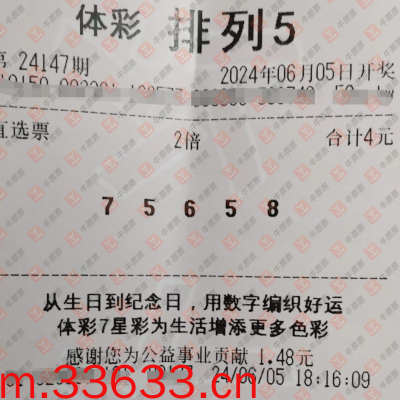 体彩 排列5
第 24147期 2024年06月05日开奖
直选票 2倍 合计4元
7 5 6 5 8
从生日到纪念日，用数字编织好运
体彩7星彩为生活增添更多色彩
感谢您为公益事业贡献 1.48元
24/06/05 18:16:09
m.33633.cn